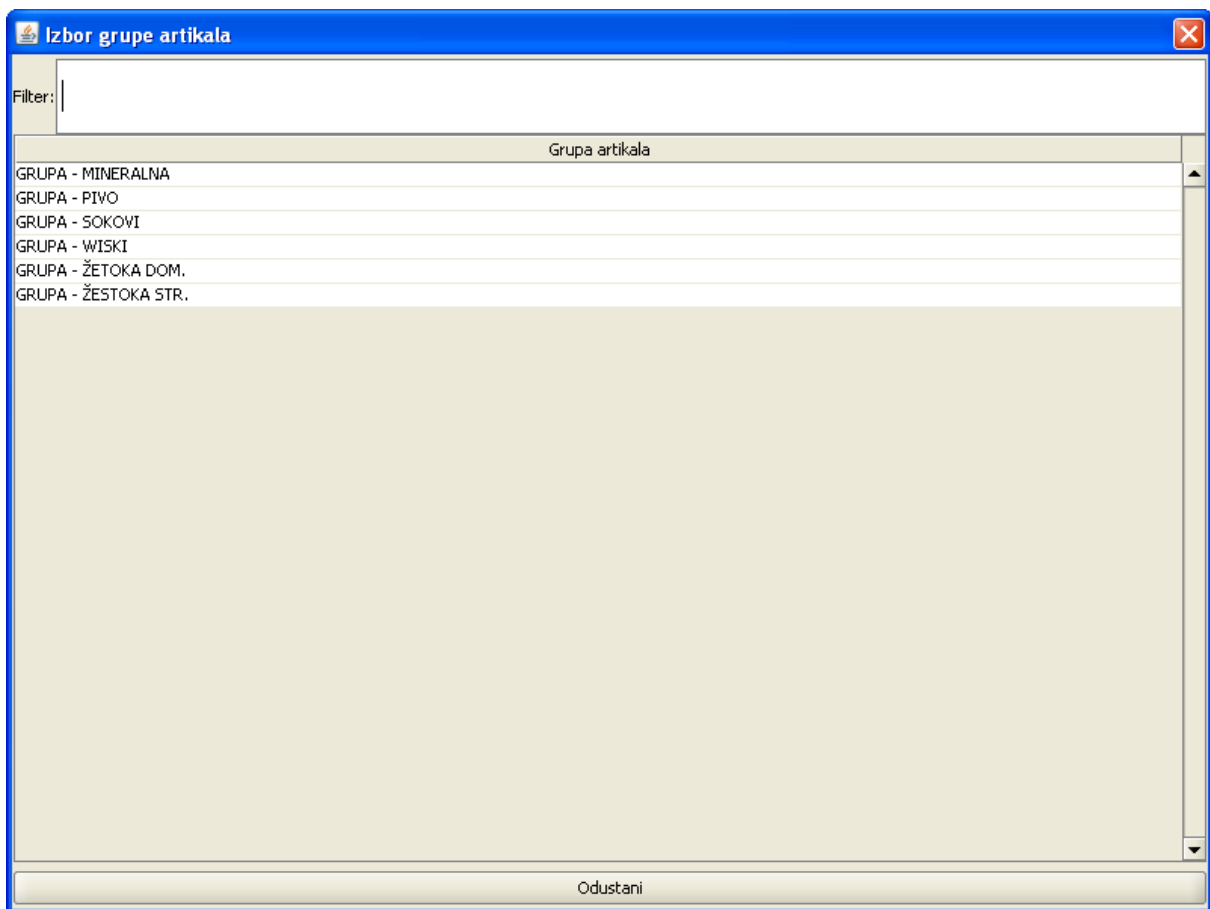 Izbor grupe artikala
Filter:
Grupa artikala
GRUPA - MINERALNA
GRUPA - PIVO
GRUPA - SOKOVI
GRUPA - WISKI
GRUPA - ŽETOKA DOM.
GRUPA - ŽESTOKA STR.
Odustani